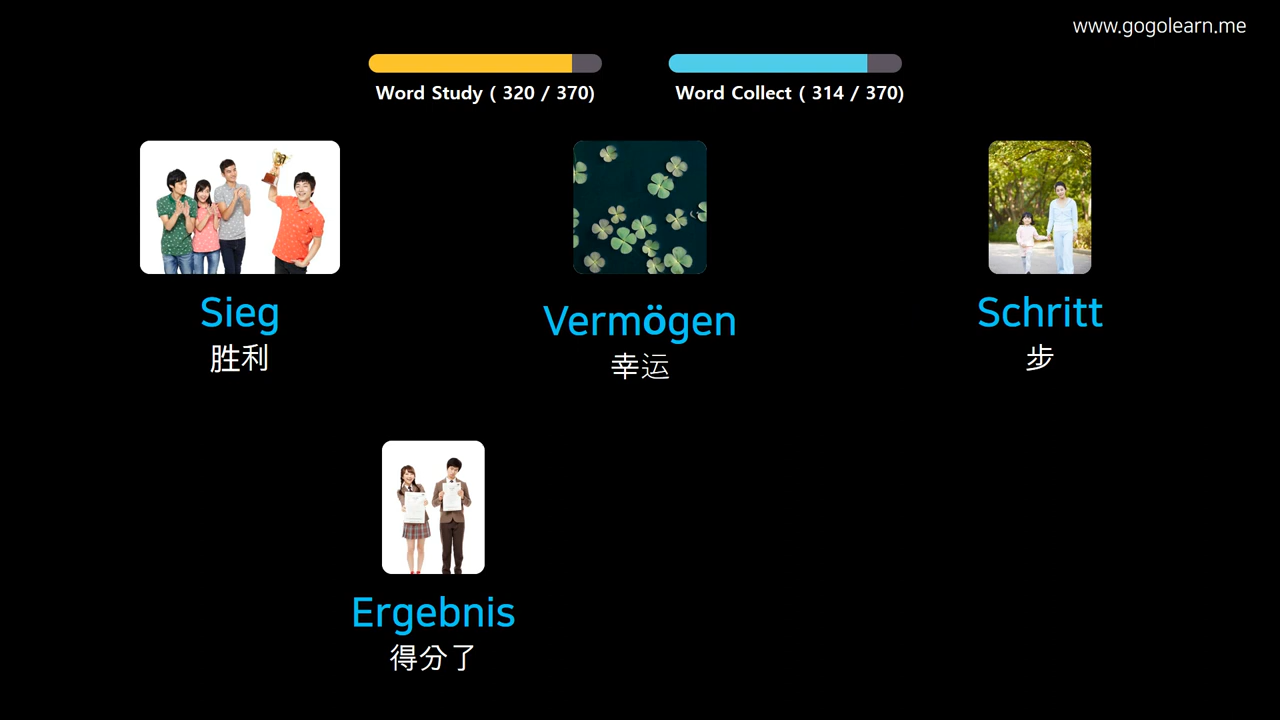 www.gogolearn.me
Word Study ( 320 / 370)
Word Collect ( 314 / 370)
Sieg
胜利
Vermögen
幸运
Schritt
步
Ergebnis
得分了